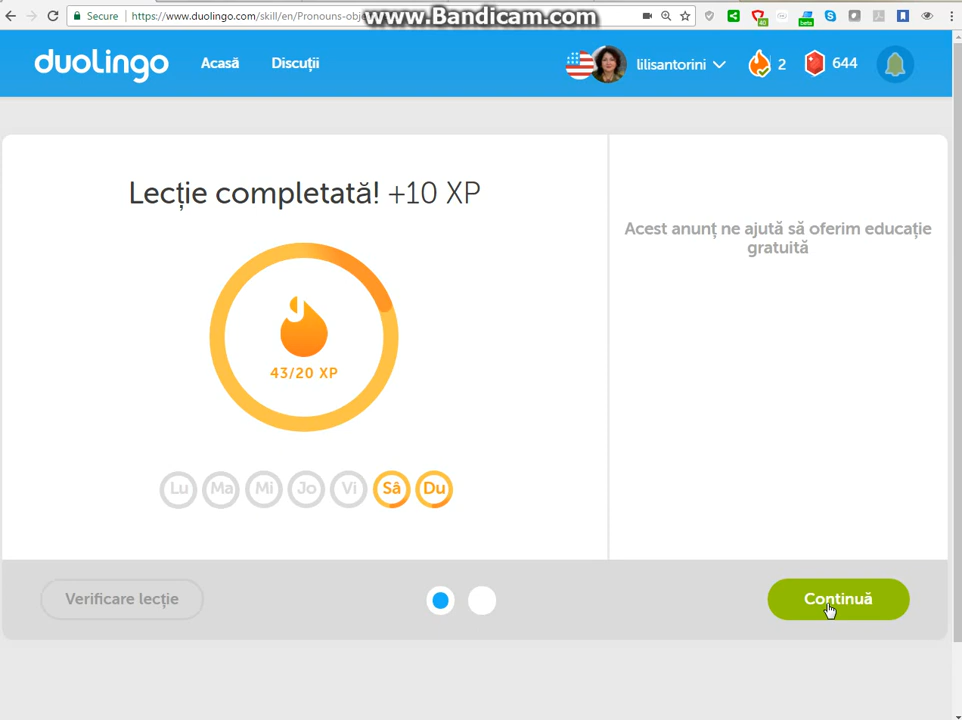 Secure
https://www.duolingo.com/skill/en/Pronouns-obj
www.Bandicam.com
40
beta
duolingo
Acasă
Discuții
lilisantorini
2
644
Lecție completată! +10 XP
43/20 XP
Lu Ma Mi Jo Vi Sâ Du
Acest anunț ne ajută să oferim educație
gratuită
Verificare lecție
Continuă